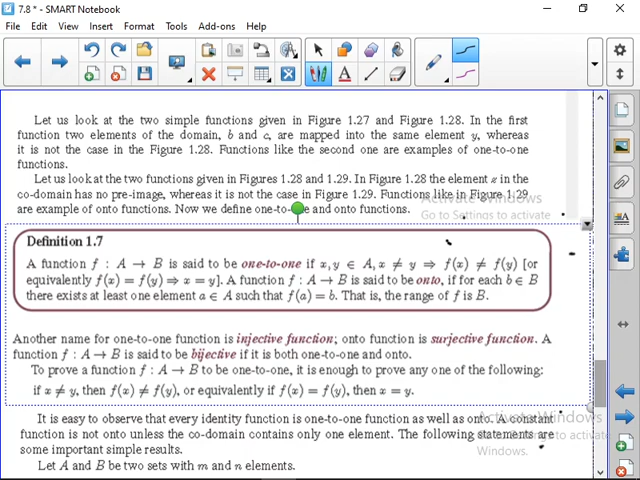 7.8 * - SMART Notebook
File Edit View Insert Format Tools Add-ons Help
Let us look at the two simple functions given in Figure 1.27 and Figure 1.28. In the first
function two elements of the domain, b and c, are mapped into the same element y, whereas
it is not the case in the Figure 1.28. Functions like the second one are examples of one-to-one
functions.
Let us look at the two functions given in Figures 1.28 and 1.29. In Figure 1.28 the element z in the
co-domain has no pre-image, whereas it is not the case in Figure 1.29. Functions like in Figure 1.29
are example of onto functions. Now we define one-to-one and onto functions.
Activate Windows
Go to Settings to activate
Definition 1.7
A function f : A → B is said to be one-to-one if x, y ∈ A, x ≠ y ⇒ f(x) ≠ f(y) [or
equivalently f(x) = f(y) ⇒ x = y]. A function f : A → B is said to be onto, if for each b ∈ B
there exists at least one element a ∈ A such that f(a) = b. That is, the range of f is B.
Another name for one-to-one function is injective function; onto function is surjective function. A
function f : A → B is said to be bijective if it is both one-to-one and onto.
To prove a function f : A → B to be one-to-one, it is enough to prove any one of the following:
if x ≠ y, then f(x) ≠ f(y), or equivalently if f(x) = f(y), then x = y.
It is easy to observe that every identity function is one-to-one function as well as onto. A constant
function is not onto unless the co-domain contains only one element. The following statements are
some important simple results.
Let A and B be two sets with m and n elements.
Activate Windows
Go to Settings to activate
Windows.